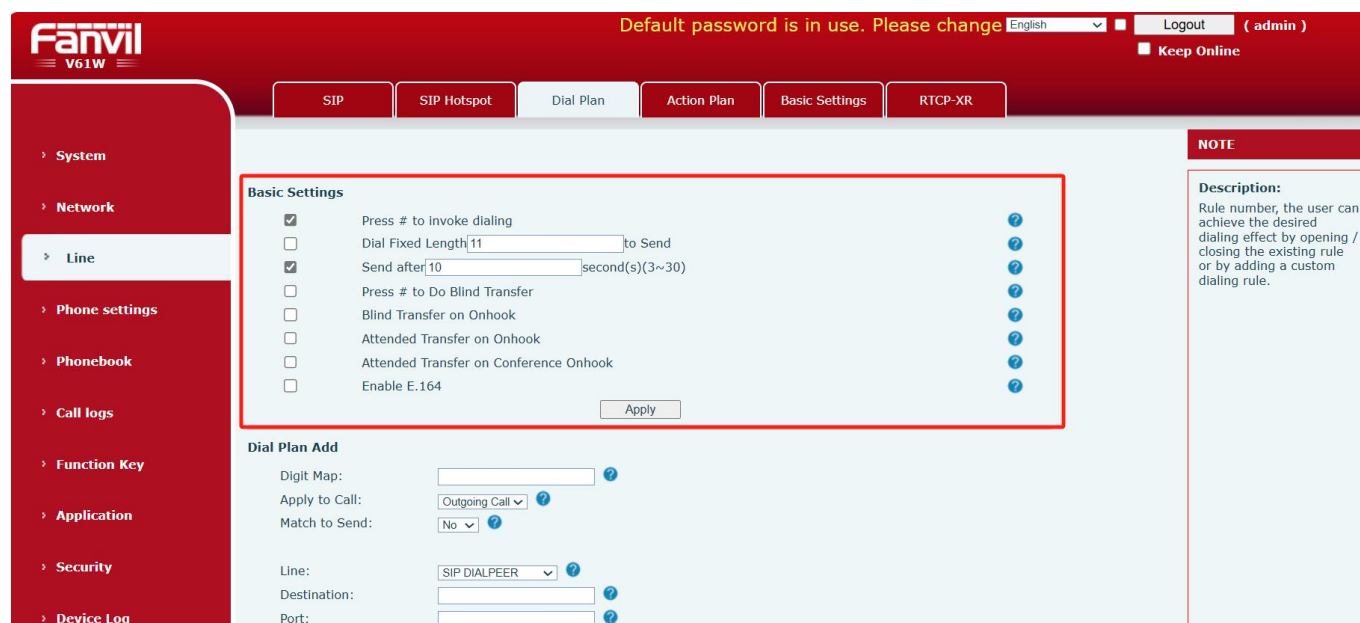 Fanvil
V61W
Default password is in use. Please change English Logout ( admin )
Keep Online
SIP SIP Hotspot Dial Plan Action Plan Basic Settings RTCP-XR
› System
› Network
› Line
› Phone settings
› Phonebook
› Call logs
› Function Key
› Application
› Security
› Device Log
Basic Settings
Press # to invoke dialing
Dial Fixed Length 11 to Send
Send after 10 second(s)(3~30)
Press # to Do Blind Transfer
Blind Transfer on Onhook
Attended Transfer on Onhook
Attended Transfer on Conference Onhook
Enable E.164
Apply
Dial Plan Add
Digit Map:
Apply to Call: Outgoing Call
Match to Send: No
Line: SIP DIALPEER
Destination:
Port:
NOTE
Description:
Rule number, the user can
achieve the desired
dialing effect by opening /
closing the existing rule
or by adding a custom
dialing rule.